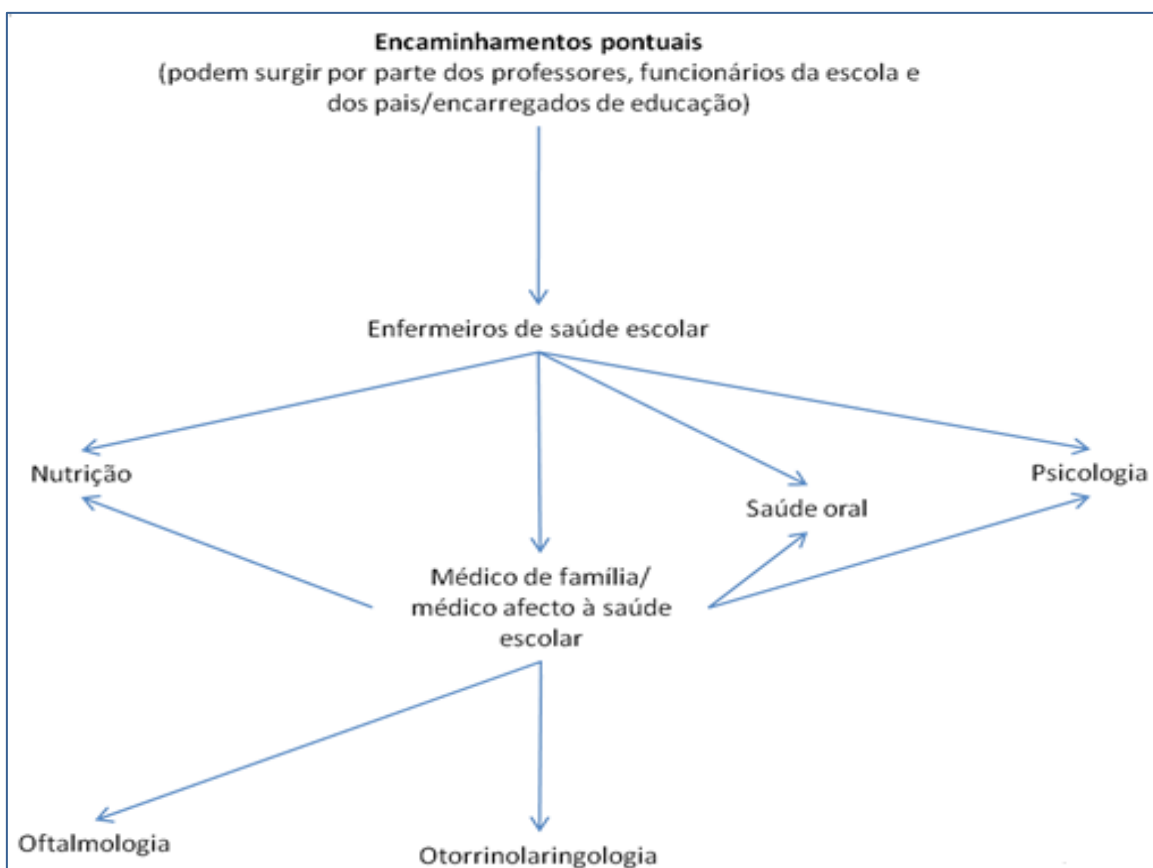 Encaminhamentos pontuais
(podem surgir por parte dos professores, funcionários da escola e
dos pais/encarregados de educação)
Enfermeiros de saúde escolar
Nutrição
Psicologia
Saúde oral
Médico de família/
médico afecto à saúde
escolar
Oftalmologia
Otorrinolaringologia